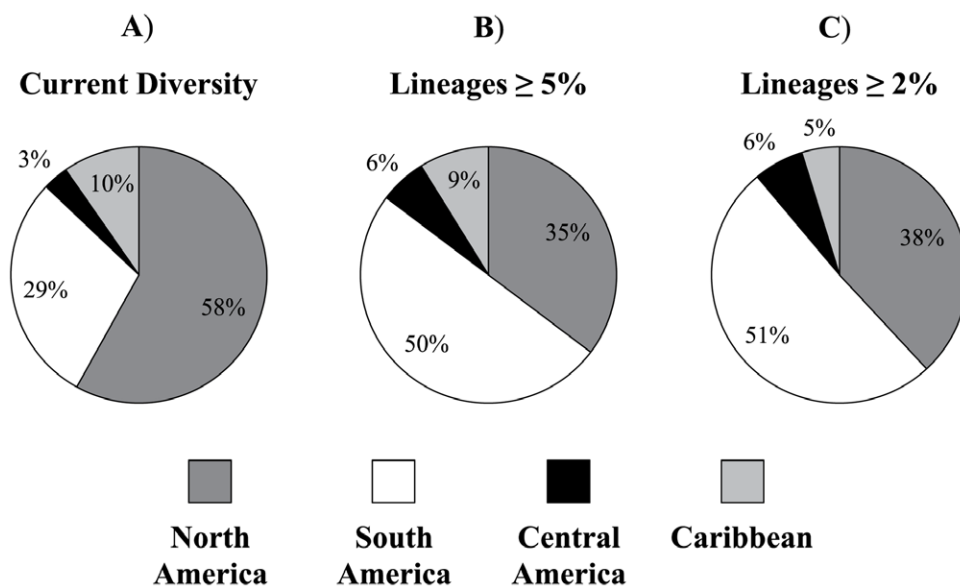 A)
Current Diversity
3%
10%
29%
58%
B)
Lineages ≥ 5%
6%
9%
35%
50%
C)
Lineages ≥ 2%
6%
5%
38%
51%
North
America
South
America
Central
America
Caribbean